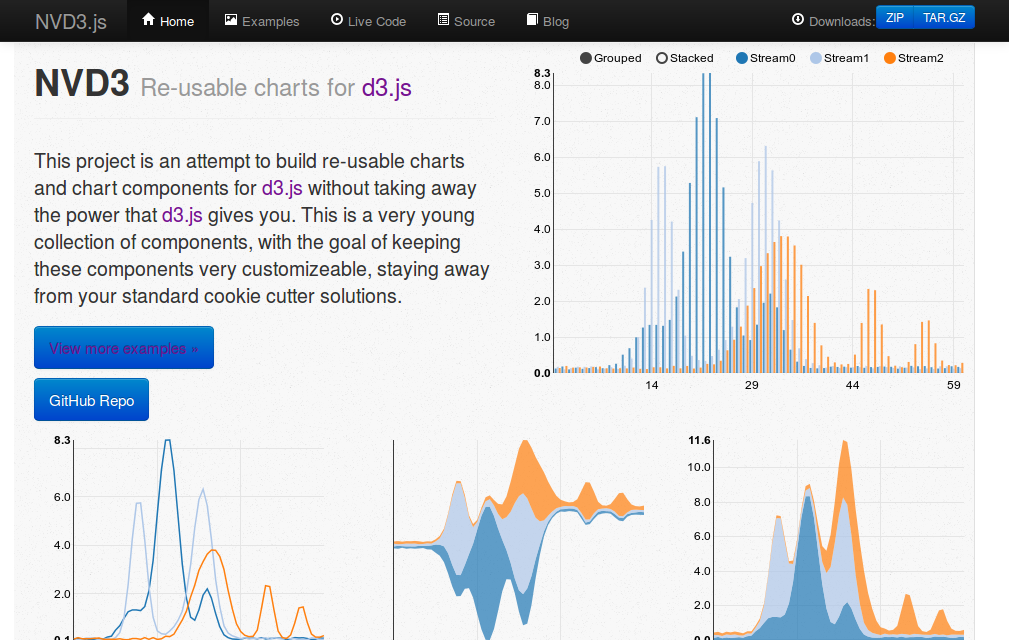 NVD3.js Home Examples Live Code Source Blog Downloads: ZIP TAR.GZ
NVD3 Re-usable charts for d3.js
This project is an attempt to build re-usable charts
and chart components for d3.js without taking away
the power that d3.js gives you. This is a very young
collection of components, with the goal of keeping
these components very customizeable, staying away
from your standard cookie cutter solutions.
View more examples »
GitHub Repo
Grouped Stacked Stream0 Stream1 Stream2
8.3
8.0
7.0
6.0
5.0
4.0
3.0
2.0
1.0
0.0
14 29 44 59
8.3
6.0
4.0
2.0
0.1
11.6
10.0
8.0
6.0
4.0
2.0
0.0